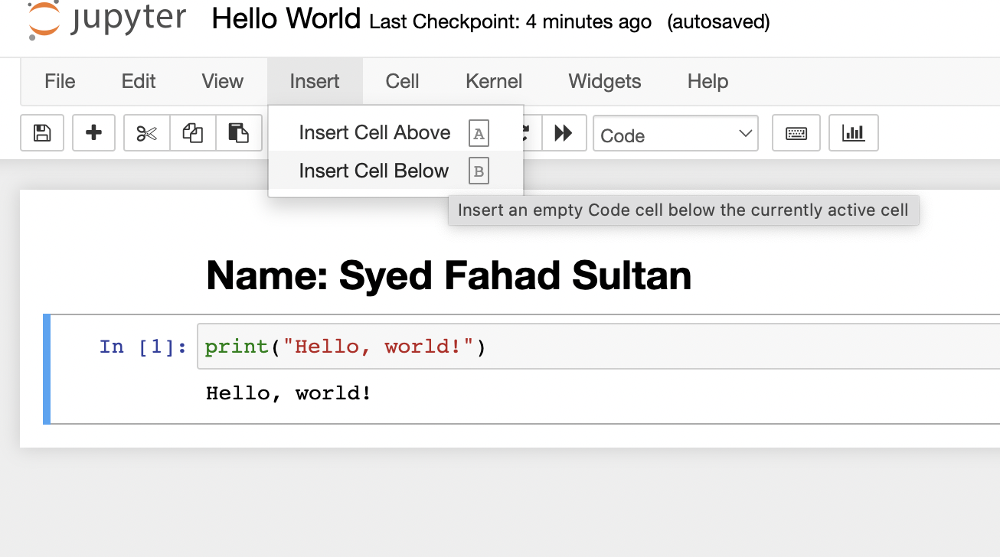 jupyter Hello World Last Checkpoint: 4 minutes ago (autosaved)
File Edit View Insert Cell Kernel Widgets Help
Insert Cell Above A
Code
Insert Cell Below B
Insert an empty Code cell below the currently active cell
Name: Syed Fahad Sultan
In [1]: print("Hello, world!")
Hello, world!